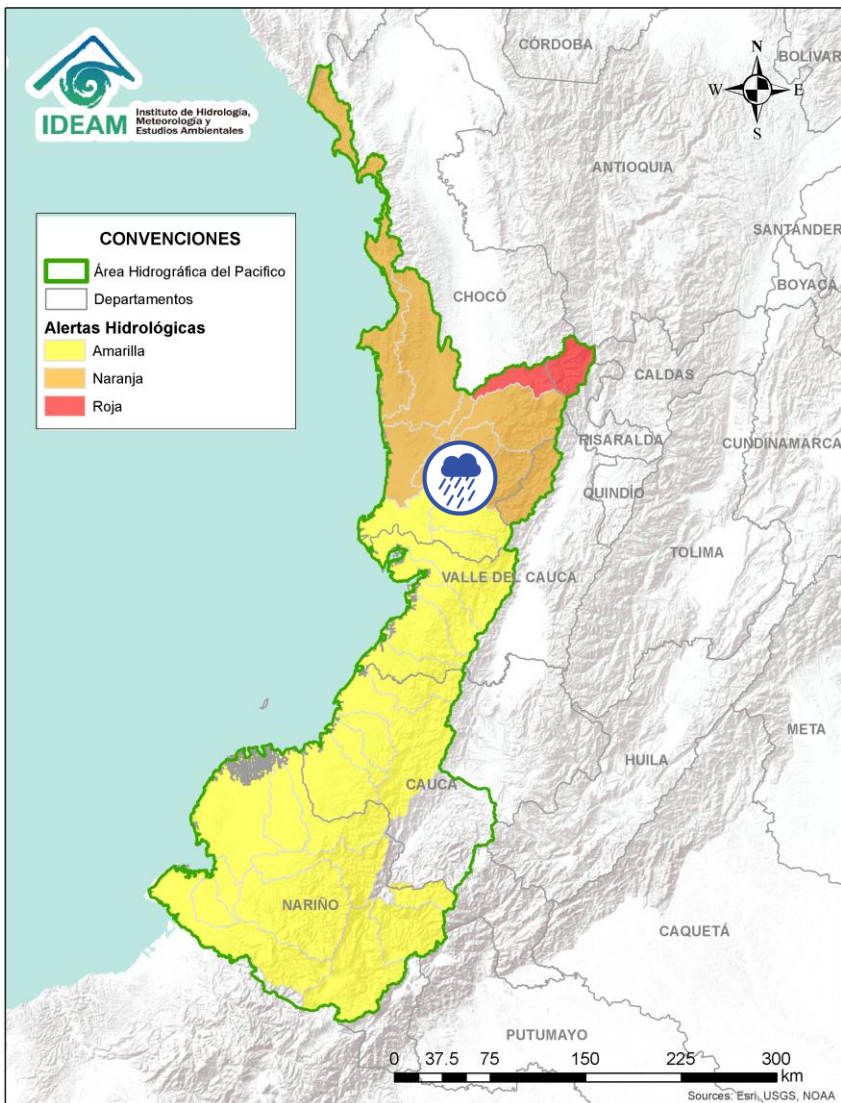 IDEAM
Instituto de Hidrología,
Meteorología y
Estudios Ambientales
N
W E
S
CONVENCIONES
Área Hidrográfica del Pacifico
Departamentos
Alertas Hidrológicas
Amarilla
Naranja
Roja
CÓRDOBA
BOLÍVAR
ANTIOQUIA
SANTANDER
BOYACÁ
CHOCÓ
CALDAS
RISARALDA
CUNDINAMARCA
QUINDÍO
TOLIMA
VALLE DEL CAUCA
META
HUILA
CAUCA
NARIÑO
CAQUETÁ
PUTUMAYO
0 37.5 75 150 225 300
km
Sources: Esri, USGS, NOAA